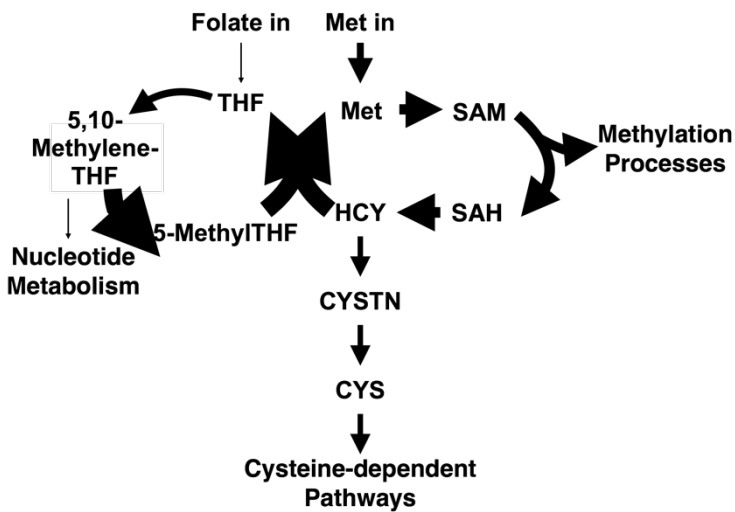 Folate in
Met in
THF
Met
SAM
5,10-
Methylene-
THF
Methylation
Processes
5-MethylTHF
HCY
SAH
Nucleotide
Metabolism
CYSTN
CYS
Cysteine-dependent
Pathways